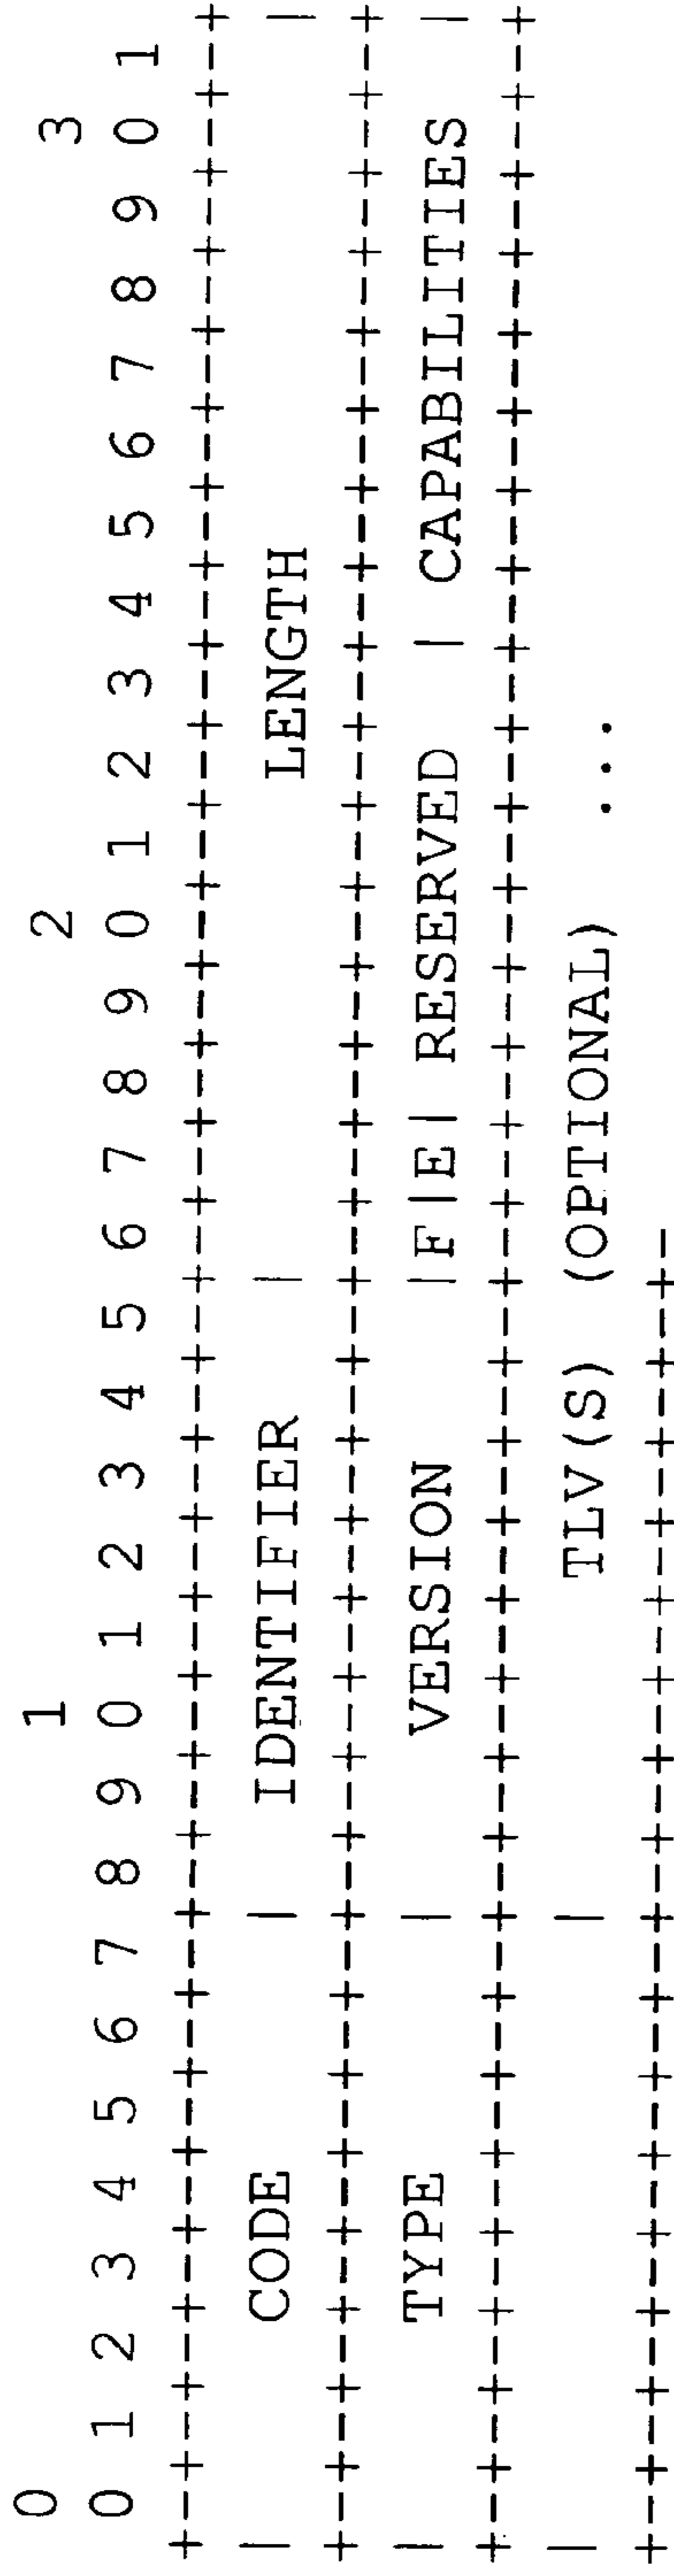 0 1 2 3
0 1 2 3 4 5 6 7 8 9 0 1 2 3 4 5 6 7 8 9 0 1 2 3 4 5 6 7 8 9 0 1
+-+-+-+-+-+-+-+-+-+-+-+-+-+-+-+-+-+-+-+-+-+-+-+-+-+-+-+-+-+-+-+-+
| CODE | IDENTIFIER | LENGTH |
+-+-+-+-+-+-+-+-+-+-+-+-+-+-+-+-+-+-+-+-+-+-+-+-+-+-+-+-+-+-+-+-+
| TYPE | VERSION |F|E| RESERVED | CAPABILITIES |
+-+-+-+-+-+-+-+-+-+-+-+-+-+-+-+-+-+-+-+-+-+-+-+-+-+-+-+-+-+-+-+-+
| | TLV(S) (OPTIONAL) ...
+-+-+-+-+-+-+-+-+-+-+-+-+-+-+-+-+-